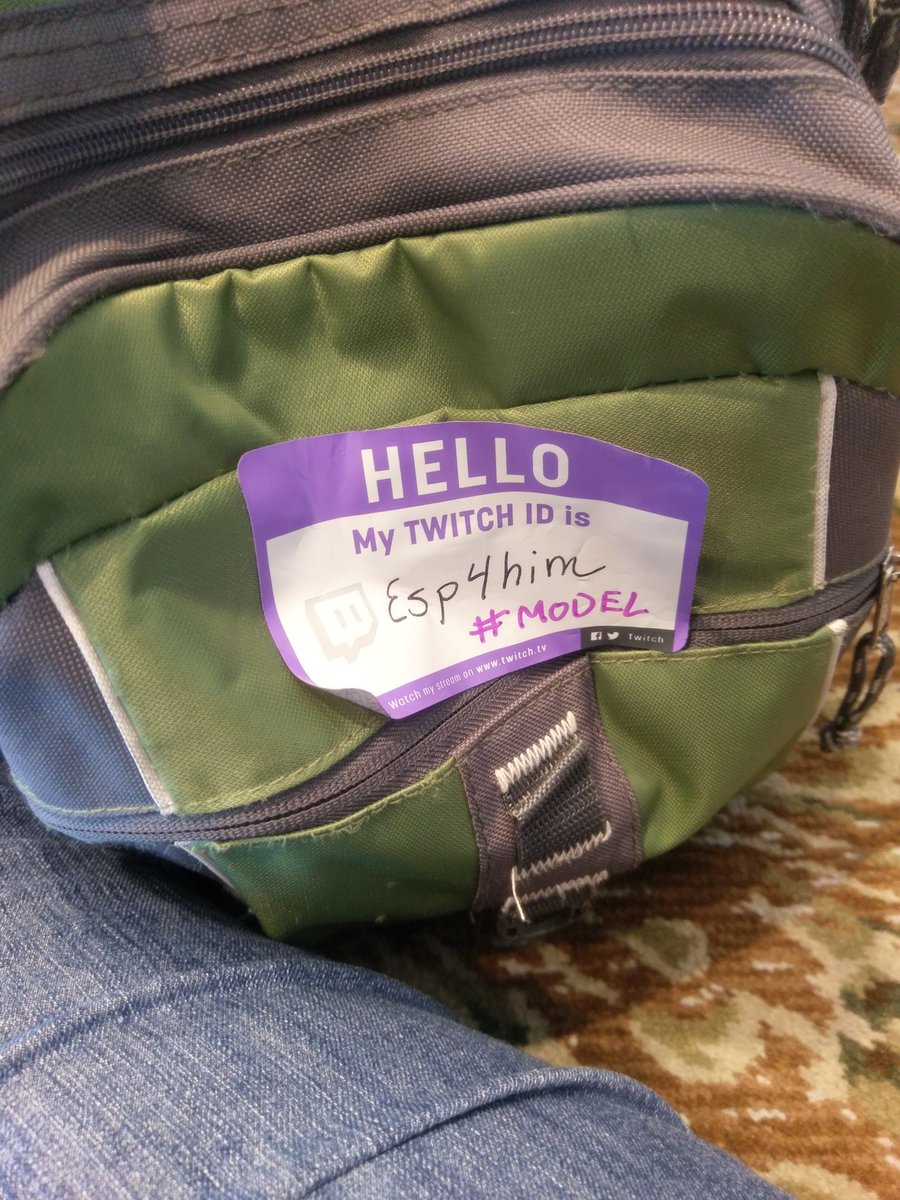 HELLO
My TWITCH ID is
Esp4him
#MODEL
Twitch
Watch my stream on www.twitch.tv